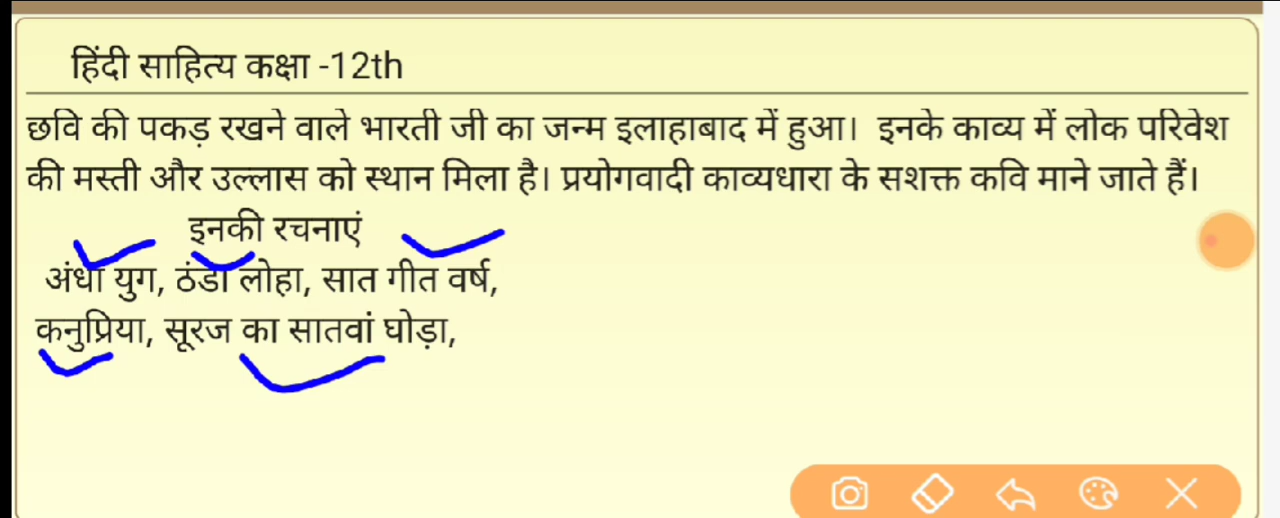 हिंदी साहित्य कक्षा -12th
छवि की पकड़ रखने वाले भारती जी का जन्म इलाहाबाद में हुआ। इनके काव्य में लोक परिवेश
की मस्ती और उल्लास को स्थान मिला है। प्रयोगवादी काव्यधारा के सशक्त कवि माने जाते हैं।
इनकी रचनाएं
अंधा युग, ठंडा लोहा, सात गीत वर्ष,
कनुप्रिया, सूरज का सातवां घोड़ा,